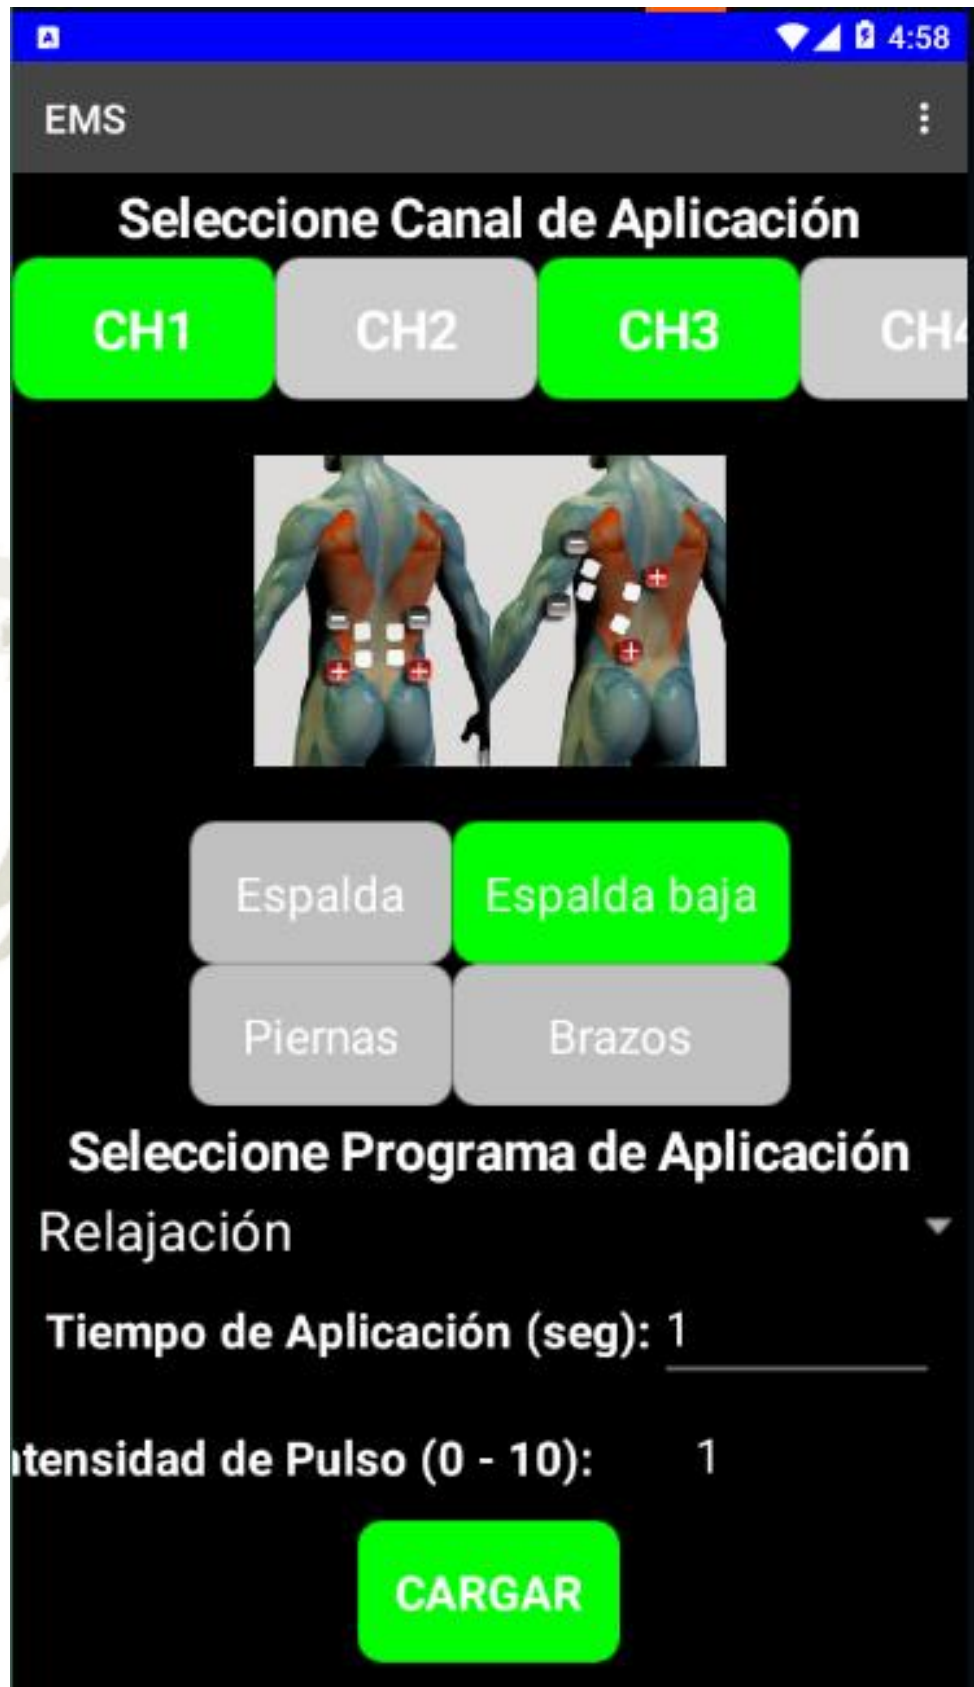 4:58
EMS
Seleccione Canal de Aplicación
CH1 CH2 CH3 CH4
Espalda Espalda baja
Piernas Brazos
Seleccione Programa de Aplicación
Relajación
Tiempo de Aplicación (seg): 1
ntensidad de Pulso (0 - 10): 1
CARGAR